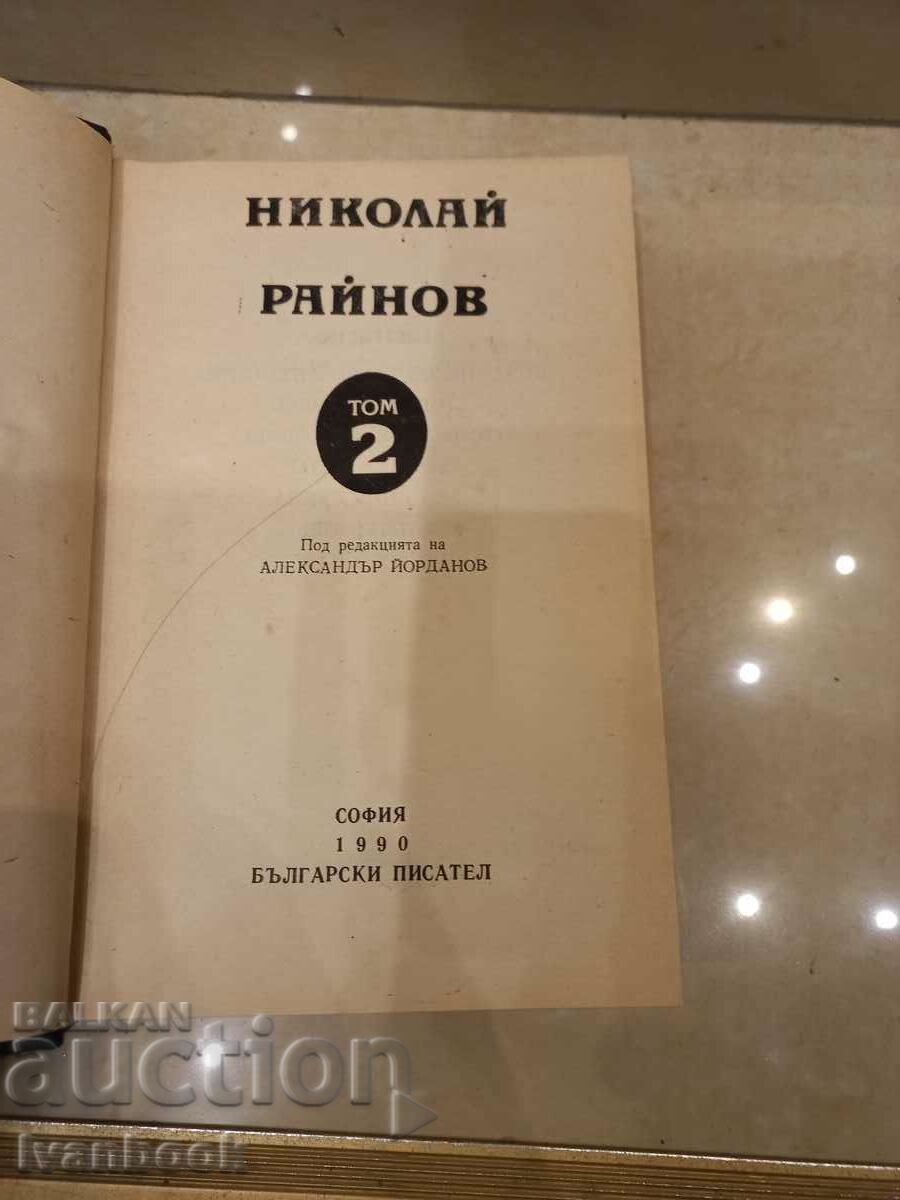 НИКОЛАЙ
РАЙНОВ
ТОМ
2
Под редакцията на
АЛЕКСАНДЪР ЙОРДАНОВ
СОФИЯ
1990
БЪЛГАРСКИ ПИСАТЕЛ
BALKAN
auction
Ivanbook